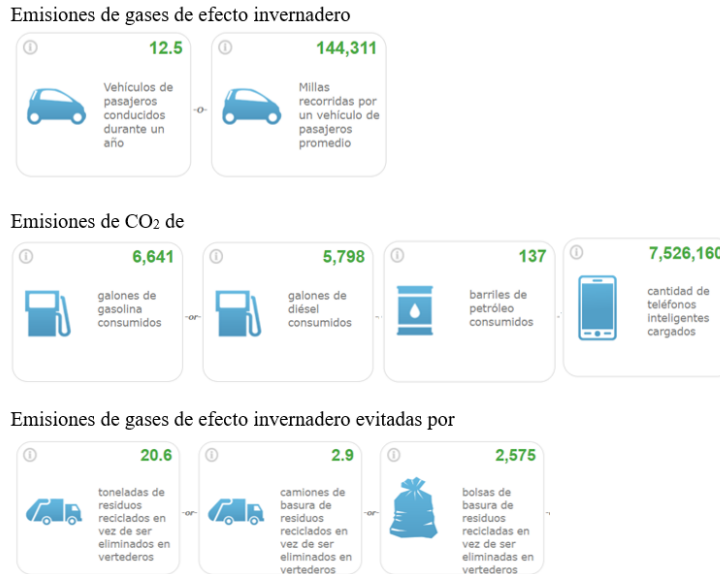 Emisiones de gases de efecto invernadero
12.5
Vehículos de
pasajeros
conducidos
durante un
año
-o-
144,311
Millas
recorridas por
un vehículo de
pasajeros
promedio
Emisiones de CO2 de
6,641
galones de
gasolina
consumidos
-or-
5,798
galones de
diésel
consumidos
137
barriles de
petróleo
consumidos
7,526,160
cantidad de
teléfonos
inteligentes
cargados
Emisiones de gases de efecto invernadero evitadas por
20.6
toneladas de
residuos
reciclados en
vez de ser
eliminados en
vertederos
-or-
2.9
camiones de
basura de
residuos
reciclados en
vez de ser
eliminados en
vertederos
-or-
2,575
bolsas de
basura de
residuos
recicladas en
vez de ser
eliminadas en
vertederos